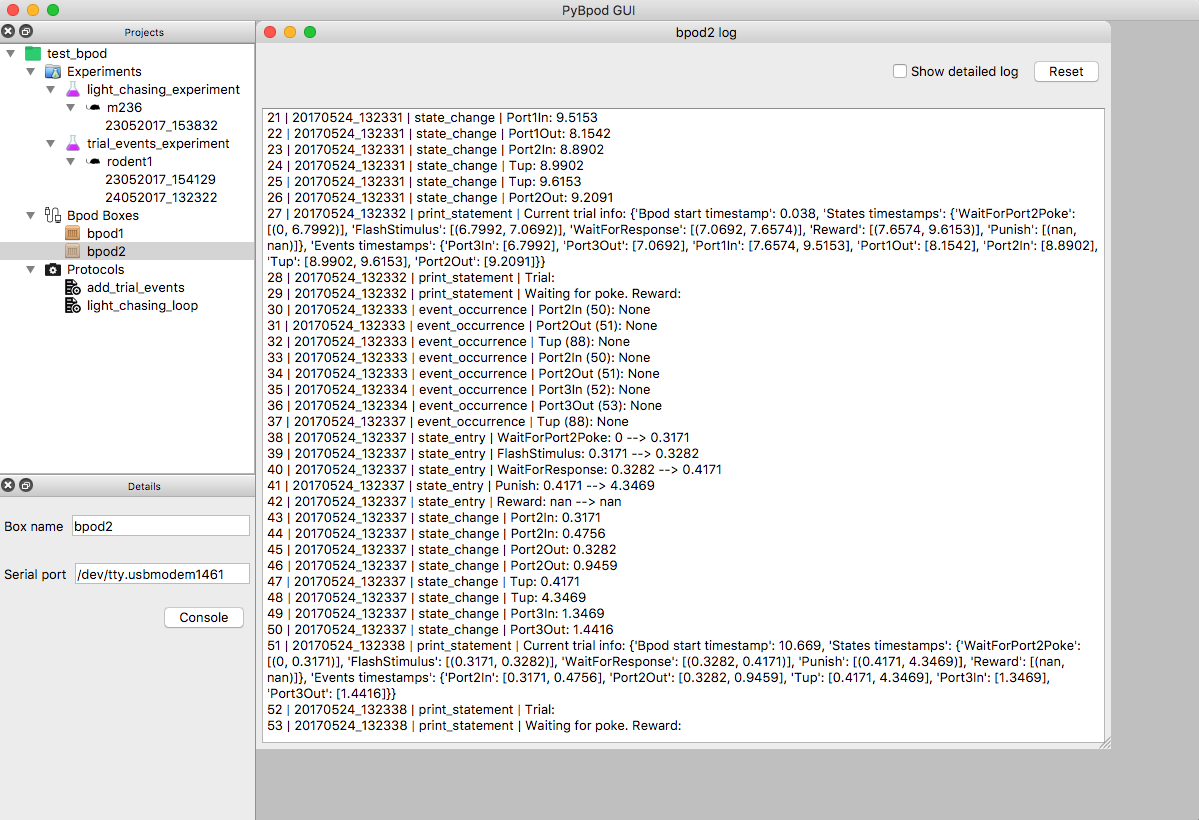 PyBpod GUI
Projects
test_bpod
Experiments
light_chasing_experiment
m236
23052017_153832
trial_events_experiment
rodent1
23052017_154129
24052017_132322
Bpod Boxes
bpod1
bpod2
Protocols
add_trial_events
light_chasing_loop
Details
Box name bpod2
Serial port /dev/tty.usbmodem1461
Console
bpod2 log
Show detailed log Reset
21 | 20170524_132331 | state_change | Port1In: 9.5153
22 | 20170524_132331 | state_change | Port1Out: 8.1542
23 | 20170524_132331 | state_change | Port2In: 8.8902
24 | 20170524_132331 | state_change | Tup: 8.9902
25 | 20170524_132331 | state_change | Tup: 9.6153
26 | 20170524_132331 | state_change | Port2Out: 9.2091
27 | 20170524_132332 | print_statement | Current trial info: {'Bpod start timestamp': 0.038, 'States timestamps': {'WaitForPort2Poke':
[(0, 6.7992)], 'FlashStimulus': [(6.7992, 7.0692)], 'WaitForResponse': [(7.0692, 7.6574)], 'Reward': [(7.6574, 9.6153)], 'Punish': [(nan,
nan)]}, 'Events timestamps': {'Port3In': [6.7992], 'Port3Out': [7.0692], 'Port1In': [7.6574, 9.5153], 'Port1Out': [8.1542], 'Port2In': [8.8902],
'Tup': [8.9902, 9.6153], 'Port2Out': [9.2091]}}
28 | 20170524_132332 | print_statement | Trial:
29 | 20170524_132332 | print_statement | Waiting for poke. Reward:
30 | 20170524_132333 | event_occurrence | Port2In (50): None
31 | 20170524_132333 | event_occurrence | Port2Out (51): None
32 | 20170524_132333 | event_occurrence | Tup (88): None
33 | 20170524_132333 | event_occurrence | Port2In (50): None
34 | 20170524_132333 | event_occurrence | Port2Out (51): None
35 | 20170524_132334 | event_occurrence | Port3In (52): None
36 | 20170524_132334 | event_occurrence | Port3Out (53): None
37 | 20170524_132337 | event_occurrence | Tup (88): None
38 | 20170524_132337 | state_entry | WaitForPort2Poke: 0 --> 0.3171
39 | 20170524_132337 | state_entry | FlashStimulus: 0.3171 --> 0.3282
40 | 20170524_132337 | state_entry | WaitForResponse: 0.3282 --> 0.4171
41 | 20170524_132337 | state_entry | Punish: 0.4171 --> 4.3469
42 | 20170524_132337 | state_entry | Reward: nan --> nan
43 | 20170524_132337 | state_change | Port2In: 0.3171
44 | 20170524_132337 | state_change | Port2In: 0.4756
45 | 20170524_132337 | state_change | Port2Out: 0.3282
46 | 20170524_132337 | state_change | Port2Out: 0.9459
47 | 20170524_132337 | state_change | Tup: 0.4171
48 | 20170524_132337 | state_change | Tup: 4.3469
49 | 20170524_132337 | state_change | Port3In: 1.3469
50 | 20170524_132337 | state_change | Port3Out: 1.4416
51 | 20170524_132338 | print_statement | Current trial info: {'Bpod start timestamp': 10.669, 'States timestamps': {'WaitForPort2Poke':
[(0, 0.3171)], 'FlashStimulus': [(0.3171, 0.3282)], 'WaitForResponse': [(0.3282, 0.4171)], 'Punish': [(0.4171, 4.3469)], 'Reward': [(nan,
nan)]}, 'Events timestamps': {'Port2In': [0.3171, 0.4756], 'Port2Out': [0.3282, 0.9459], 'Tup': [0.4171, 4.3469], 'Port3In': [1.3469],
'Port3Out': [1.4416]}}
52 | 20170524_132338 | print_statement | Trial:
53 | 20170524_132338 | print_statement | Waiting for poke. Reward: